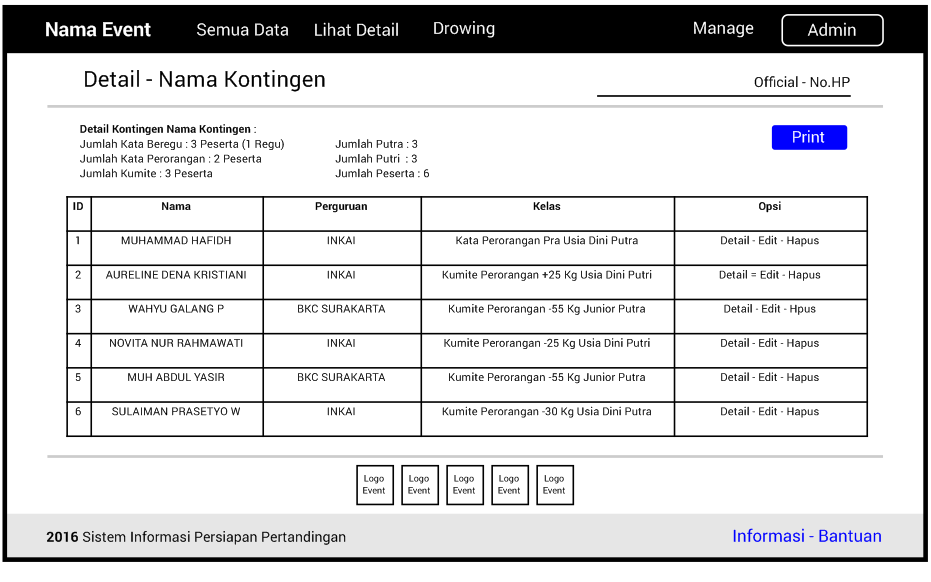 Nama Event Semua Data Lihat Detail Drowing Manage Admin
Detail - Nama Kontingen
Official - No.HP
Detail Kontingen Nama Kontingen :
Jumlah Kata Beregu : 3 Peserta (1 Regu) Jumlah Putra : 3
Jumlah Kata Perorangan : 2 Peserta Jumlah Putri : 3
Jumlah Kumite : 3 Peserta Jumlah Peserta : 6
Print
ID Nama Perguruan Kelas Opsi
1 MUHAMMAD HAFIDH INKAI Kata Perorangan Pra Usia Dini Putra Detail - Edit - Hapus
2 AURELINE DENA KRISTIANI INKAI Kumite Perorangan +25 Kg Usia Dini Putri Detail = Edit - Hapus
3 WAHYU GALANG P BKC SURAKARTA Kumite Perorangan -55 Kg Junior Putra Detail - Edit - Hpus
4 NOVITA NUR RAHMAWATI INKAI Kumite Perorangan -25 Kg Usia Dini Putri Detail - Edit - Hapus
5 MUH ABDUL YASIR BKC SURAKARTA Kumite Perorangan -55 Kg Junior Putra Detail - Edit - Hapus
6 SULAIMAN PRASETYO W INKAI Kumite Perorangan -30 Kg Usia Dini Putra Detail - Edit - Hapus
Logo Logo Logo Logo Logo
Event Event Event Event Event
2016 Sistem Informasi Persiapan Pertandingan Informasi - Bantuan